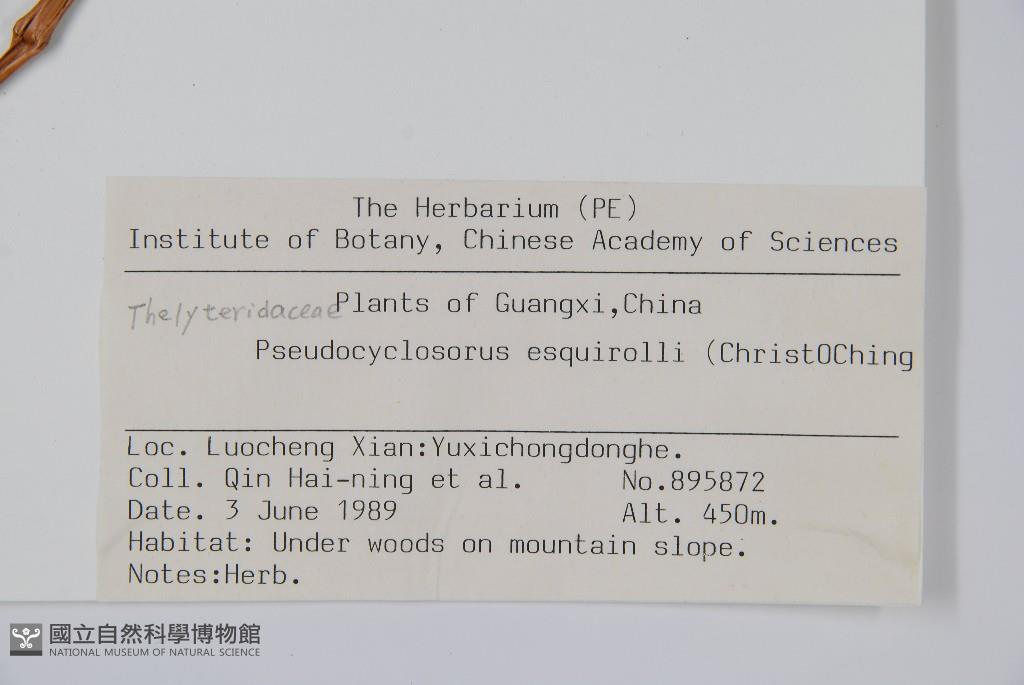 The Herbarium (PE)
Institute of Botany, Chinese Academy of Sciences
Thelyteridaceae Plants of Guangxi,China
Pseudocyclosorus esquirolli (ChristOChing
Loc. Luocheng Xian:Yuxichongdonghe.
Coll. Qin Hai-ning et al. No.895872
Date. 3 June 1989 Alt. 450m.
Habitat: Under woods on mountain slope.
Notes:Herb.
國立自然科學博物館
NATIONAL MUSEUM OF NATURAL SCIENCE